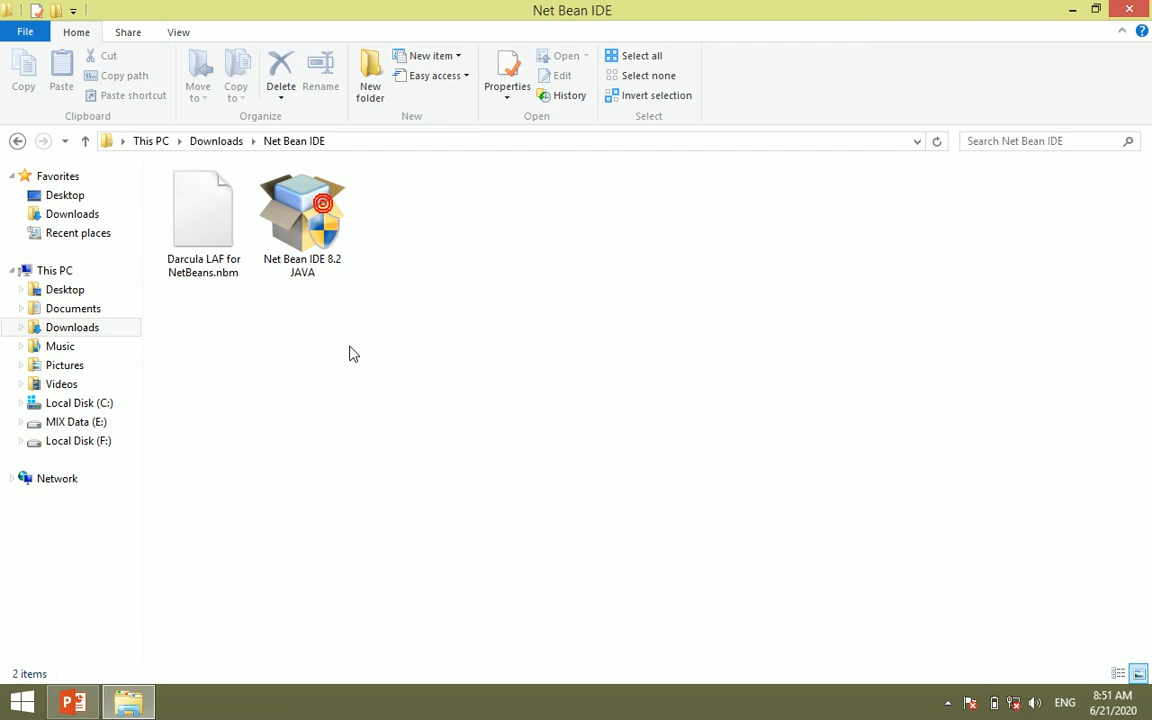 Net Bean IDE
File
Home
Share
View
Copy
Paste
Cut
Copy path
Paste shortcut
Clipboard
Move to
Copy to
Delete
Rename
Organize
New folder
New item
Easy access
New
Properties
Open
Edit
History
Open
Select all
Select none
Invert selection
Select
This PC
Downloads
Net Bean IDE
Search Net Bean IDE
Favorites
Desktop
Downloads
Recent places
This PC
Desktop
Documents
Downloads
Music
Pictures
Videos
Local Disk (C:)
MIX Data (E:)
Local Disk (F:)
Network
Darcula LAF for
NetBeans.nbm
Net Bean IDE 8.2
JAVA
2 items
ENG
8:51 AM
6/21/2020